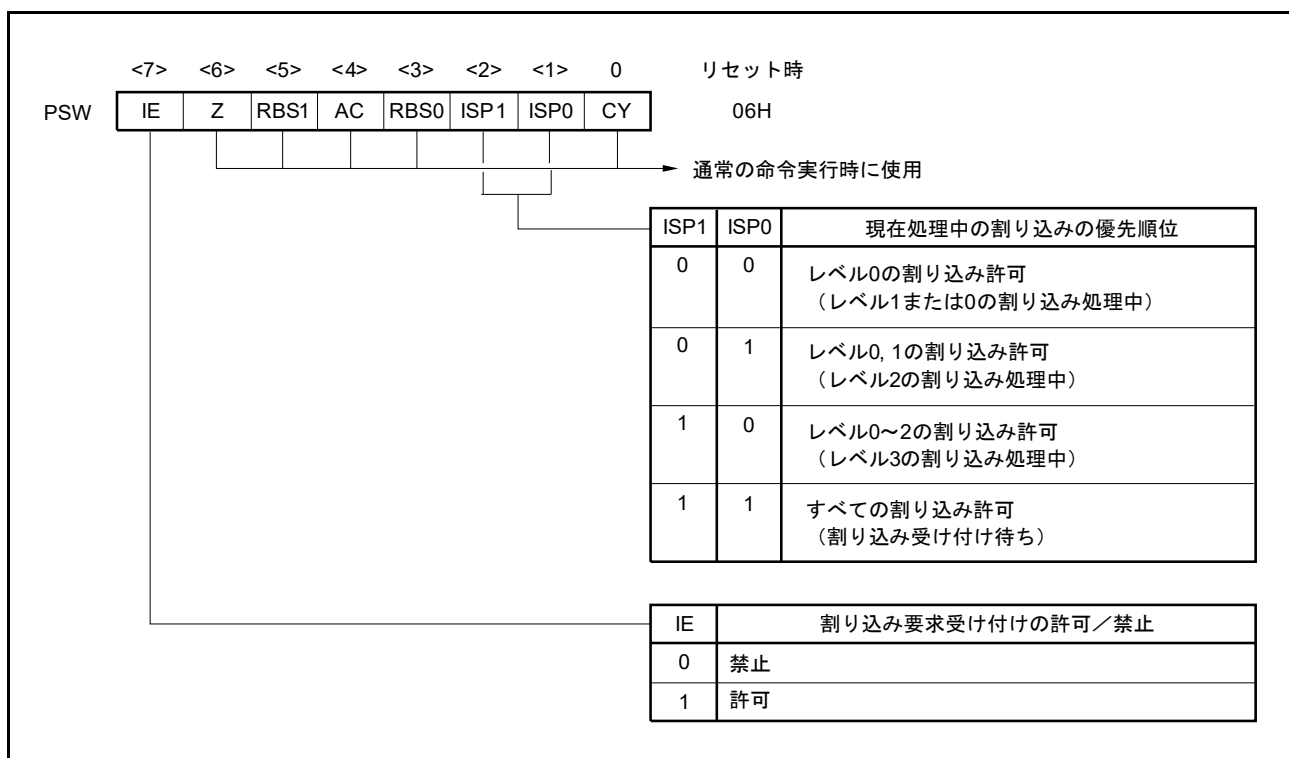 <7> <6> <5> <4> <3> <2> <1> 0 リセット時
PSW IE Z RBS1 AC RBS0 ISP1 ISP0 CY 06H
通常の命令実行時に使用
ISP1 ISP0 現在処理中の割り込みの優先順位
0 0 レベル0の割り込み許可
（レベル1または0の割り込み処理中）
0 1 レベル0, 1の割り込み許可
（レベル2の割り込み処理中）
1 0 レベル0～2の割り込み許可
（レベル3の割り込み処理中）
1 1 すべての割り込み許可
（割り込み受け付け待ち）
IE 割り込み要求受け付けの許可／禁止
0 禁止
1 許可